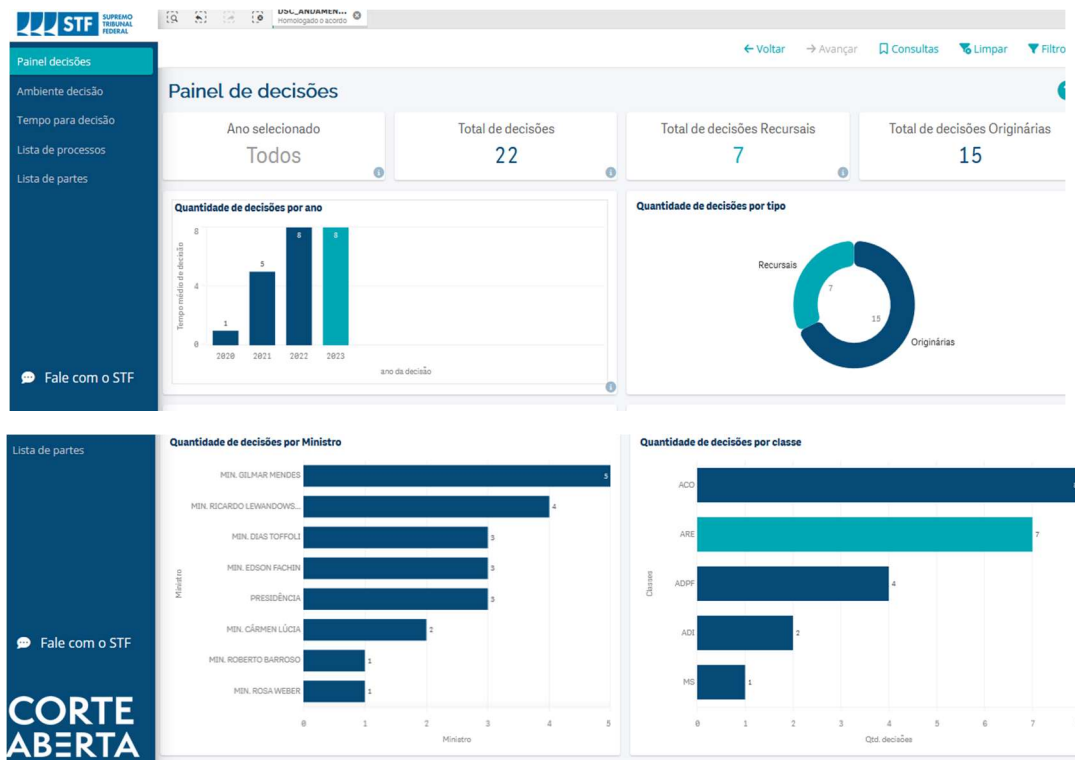 STF SUPREMO TRIBUNAL FEDERAL
DSC_ANDAMEN...
Homologado o acordo
Painel decisões
Ambiente decisão
Tempo para decisão
Lista de processos
Lista de partes
Fale com o STF
Voltar Avançar Consultas Limpar Filtro
Painel de decisões
Ano selecionado
Todos
Total de decisões
22
Total de decisões Recursais
7
Total de decisões Originárias
15
Quantidade de decisões por ano
Tempo médio de decisão
8
4
0
1
5
8
8
2020 2021 2022 2023
ano da decisão
Quantidade de decisões por tipo
Recursais
7
15
Originárias
Lista de partes
Fale com o STF
CORTE
ABERTA
Quantidade de decisões por Ministro
Ministro
MIN. GILMAR MENDES 5
MIN. RICARDO LEWANDOWS... 4
MIN. DIAS TOFFOLI 3
MIN. EDSON FACHIN 3
PRESIDÊNCIA 3
MIN. CÁRMEN LÚCIA 2
MIN. ROBERTO BARROSO 1
MIN. ROSA WEBER 1
0 1 2 3 4 5
Ministro
Quantidade de decisões por classe
Classes
ACO
ARE 7
ADPF 4
ADI 2
MS 1
0 1 2 3 4 5 6 7
Qtd. decisões